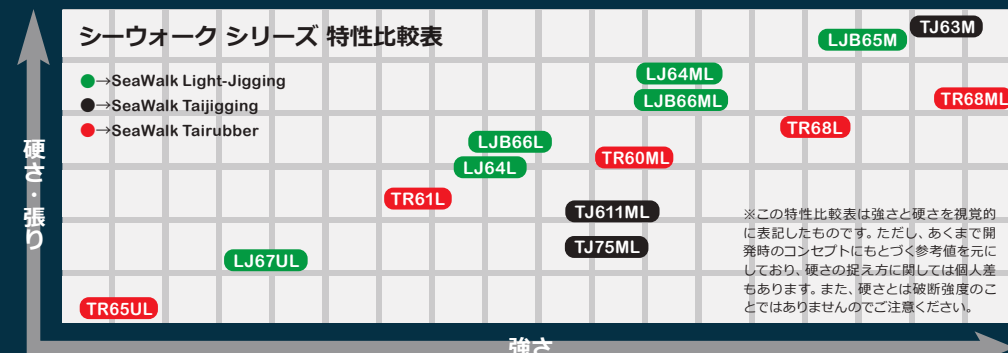 シーウォーク シリーズ 特性比較表
●→SeaWalk Light-Jigging
●→SeaWalk Taijigging
●→SeaWalk Tairubber
硬さ・張り
TJ63M
LJB65M
LJ64ML
LJB66ML
TR68ML
TR68L
LJB66L
TR60ML
LJ64L
TR61L
TJ611ML
TJ75ML
LJ67UL
TR65UL
※この特性比較表は強さと硬さを視覚的
に表記したものです。ただし、あくまで開
発時のコンセプトにもとづく参考値を元に
しており、硬さの捉え方に関しては個人差
もあります。また、硬さとは破断強度のこ
とではありませんのでご注意ください。
強さ